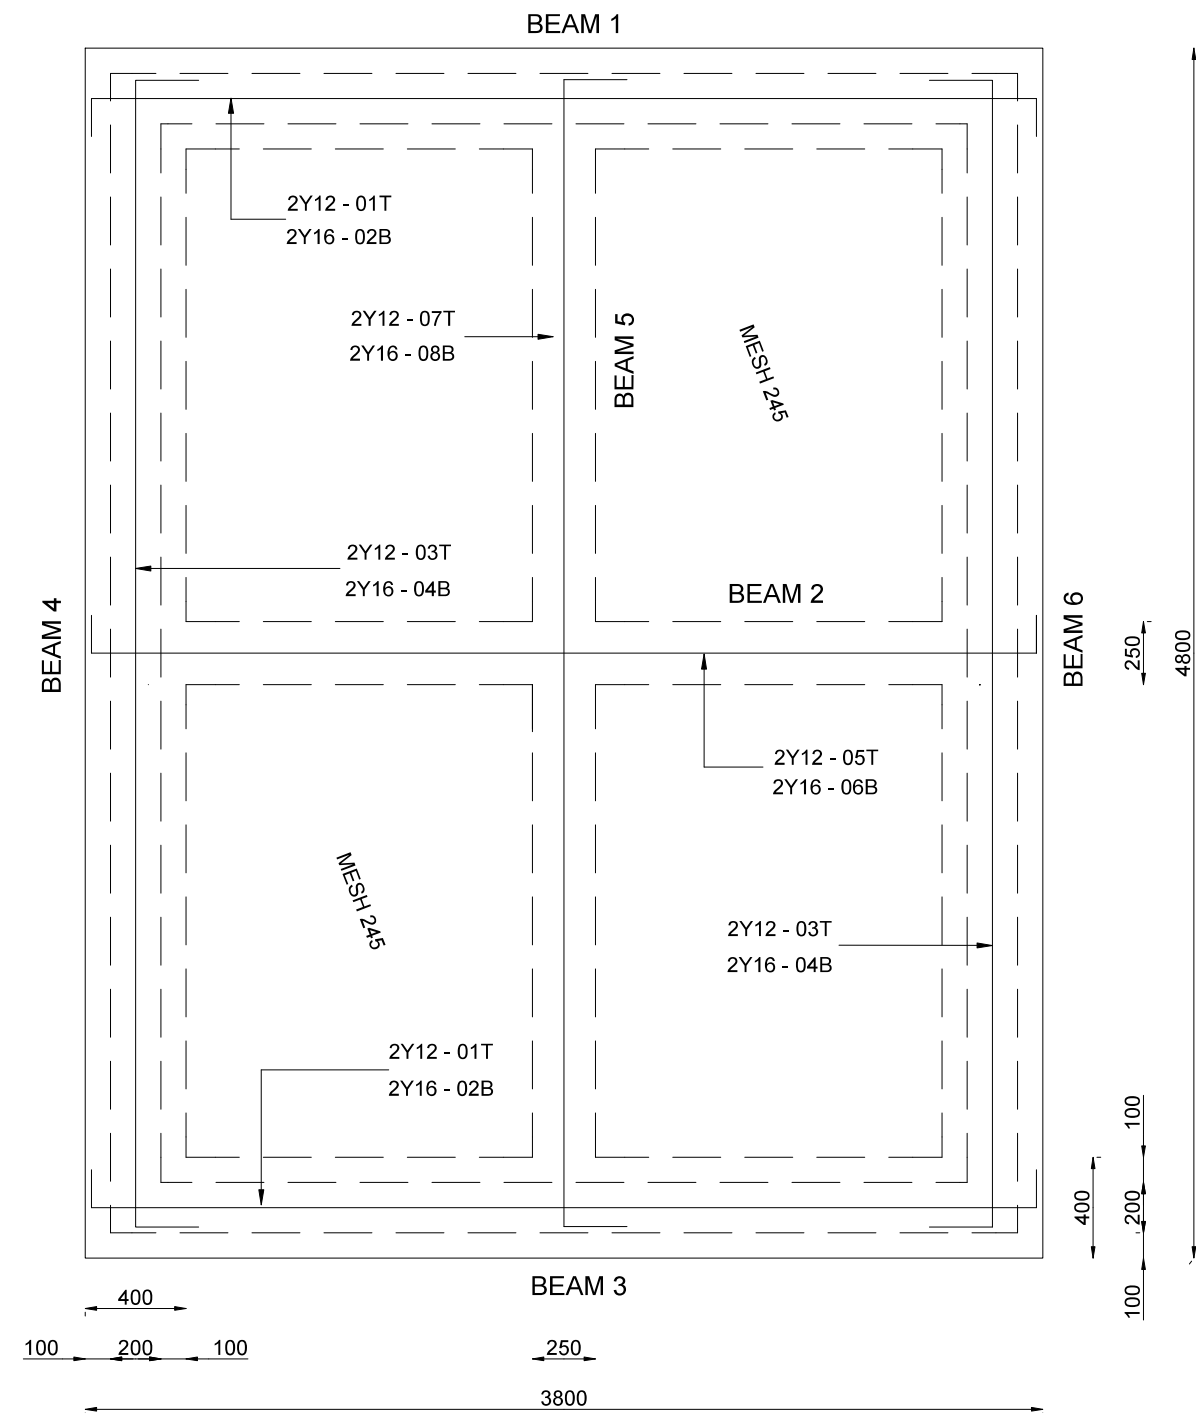 BEAM 1
2Y12 - 01T
2Y16 - 02B
2Y12 - 07T
2Y16 - 08B
BEAM 5
MESH 245
2Y12 - 03T
2Y16 - 04B
BEAM 2
BEAM 4
BEAM 6
250
4800
2Y12 - 05T
2Y16 - 06B
MESH 245
2Y12 - 03T
2Y16 - 04B
2Y12 - 01T
2Y16 - 02B
100
400
200
100
BEAM 3
400
100
200
100
250
3800